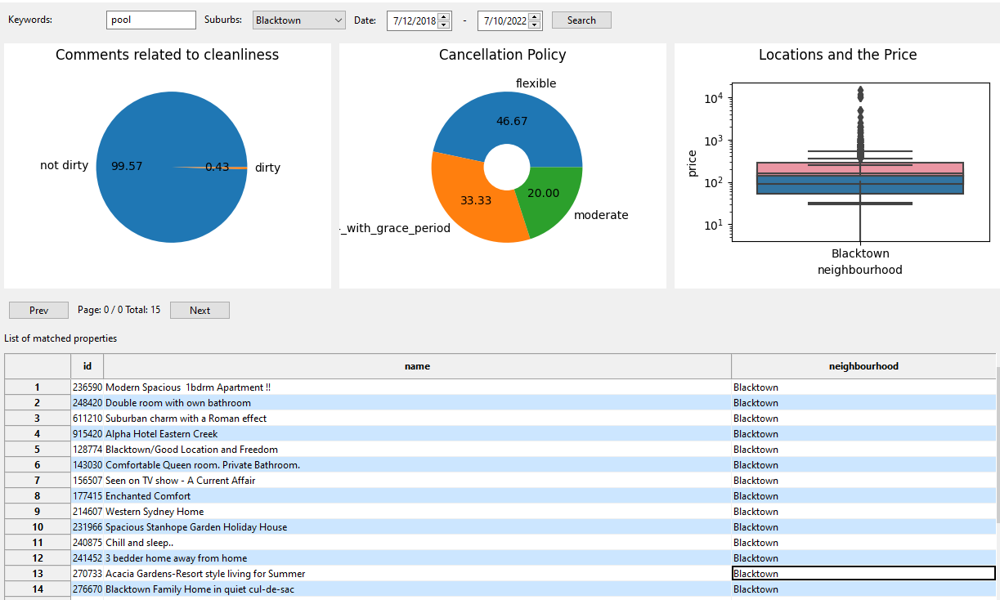 Keywords: pool Suburbs: Blacktown Date: 7/12/2018 - 7/10/2022 Search
Comments related to cleanliness
not dirty 99.57 0.43 dirty
Cancellation Policy
flexible
46.67
33.33
20.00
moderate
_with_grace_period
Locations and the Price
10⁴
10³
10²
10¹
price
Blacktown
neighbourhood
Prev Page: 0 / 0 Total: 15 Next
List of matched properties
id name neighbourhood
1 236590 Modern Spacious 1bdrm Apartment !! Blacktown
2 248420 Double room with own bathroom Blacktown
3 611210 Suburban charm with a Roman effect Blacktown
4 915420 Alpha Hotel Eastern Creek Blacktown
5 128774 Blacktown/Good Location and Freedom Blacktown
6 143030 Comfortable Queen room. Private Bathroom. Blacktown
7 156507 Seen on TV show - A Current Affair Blacktown
8 177415 Enchanted Comfort Blacktown
9 214607 Western Sydney Home Blacktown
10 231966 Spacious Stanhope Garden Holiday House Blacktown
11 240875 Chill and sleep.. Blacktown
12 241452 3 bedder home away from home Blacktown
13 270733 Acacia Gardens-Resort style living for Summer Blacktown
14 276670 Blacktown Family Home in quiet cul-de-sac Blacktown